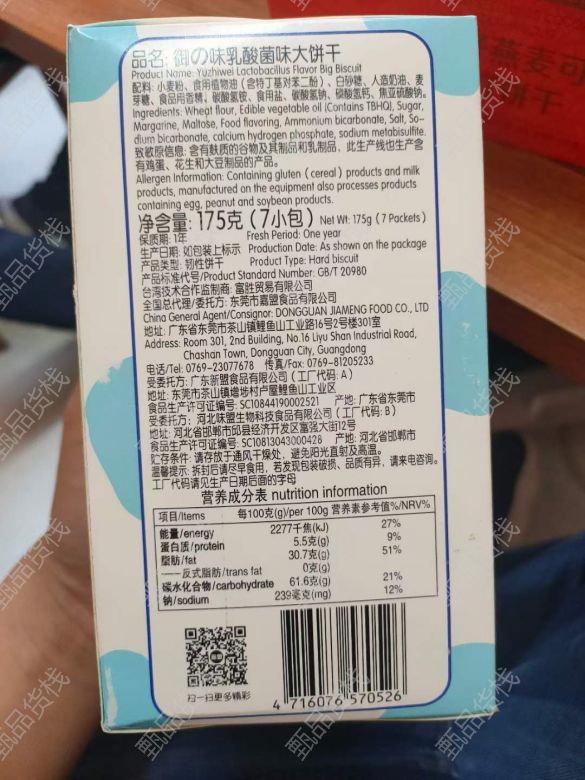 品名: 御の味乳酸菌味大饼干
Product Name: Yuzhiwei Lactobacillus Flavor Big Biscuit
配料: 小麦粉、食用植物油(含特丁基对苯二酚)、白砂糖、人造奶油、麦
芽糖、食品用香精、碳酸氢铵、食用盐、碳酸氢钠、磷酸氢钙、焦亚硫酸钠。
Ingredients: Wheat flour, Edible vegetable oil (Contains TBHQ), Sugar,
Margarine, Maltose, Food flavoring, Ammonium bicarbonate, Salt, So-
dium bicarbonate, calcium hydrogen phosphate, sodium metabisulfite.
致敏原信息: 含有麸质的谷物及其制品和乳制品, 此生产线也生产含
有鸡蛋、花生和大豆制品的产品。
Allergen Information: Containing gluten (cereal) products and milk
products, manufactured on the equipment also processes products
containing egg, peanut and soybean products.
净含量: 175克(7小包) Net Wt: 175g (7 Packets)
保质期: 1年 Fresh Period: One year
生产日期: 如包装上标示 Production Date: As shown on the package
产品类型: 韧性饼干 Product Type: Hard biscuit
产品标准代号/Product Standard Number: GB/T 20980
台湾技术合作监制商: 富胜贸易有限公司
全国总代理/委托方: 东莞市嘉盟食品有限公司
China General Agent/Consignor: DONGGUAN JIAMENG FOOD CO., LTD
地址: 广东省东莞市茶山镇鲤鱼山工业路16号2号楼301室
Address: Room 301, 2nd Building, No.16 Liyu Shan Industrial Road,
Chashan Town, Dongguan City, Guangdong
电话/Tel: 0769-23077678 传真/Fax: 0769-81205233
受委托方: 广东新盟食品有限公司(工厂代码: A)
地址: 东莞市茶山镇增埗村卢屋鲤鱼山工业区
食品生产许可证编号: SC10844190002521 产地: 广东省东莞市
受委托方: 河北味盟生物科技食品有限公司(工厂代码: B)
地址: 河北省邯郸市邱县经济开发区富强大街12号
食品生产许可证编号: SC10813043000428 产地: 河北省邯郸市
贮存条件: 请存放于通风干燥处, 避免阳光直射及高温。
温馨提示: 拆封后请尽早食用, 若发现包装破损、品质有异, 请来电咨询。
工厂代码请见生产日期后面的字母
营养成分表 nutrition information
项目/Items 每100克(g)/per 100g 营养素参考值%/NRV%
能量/energy 2277千焦(kJ) 27%
蛋白质/protein 5.5克(g) 9%
脂肪/fat 30.7克(g) 51%
——反式脂肪/trans fat 0克(g)
碳水化合物/carbohydrate 61.6克(g) 21%
钠/sodium 239毫克(mg) 12%
扫一扫更多精彩
4 716076 570526
甄品货栈